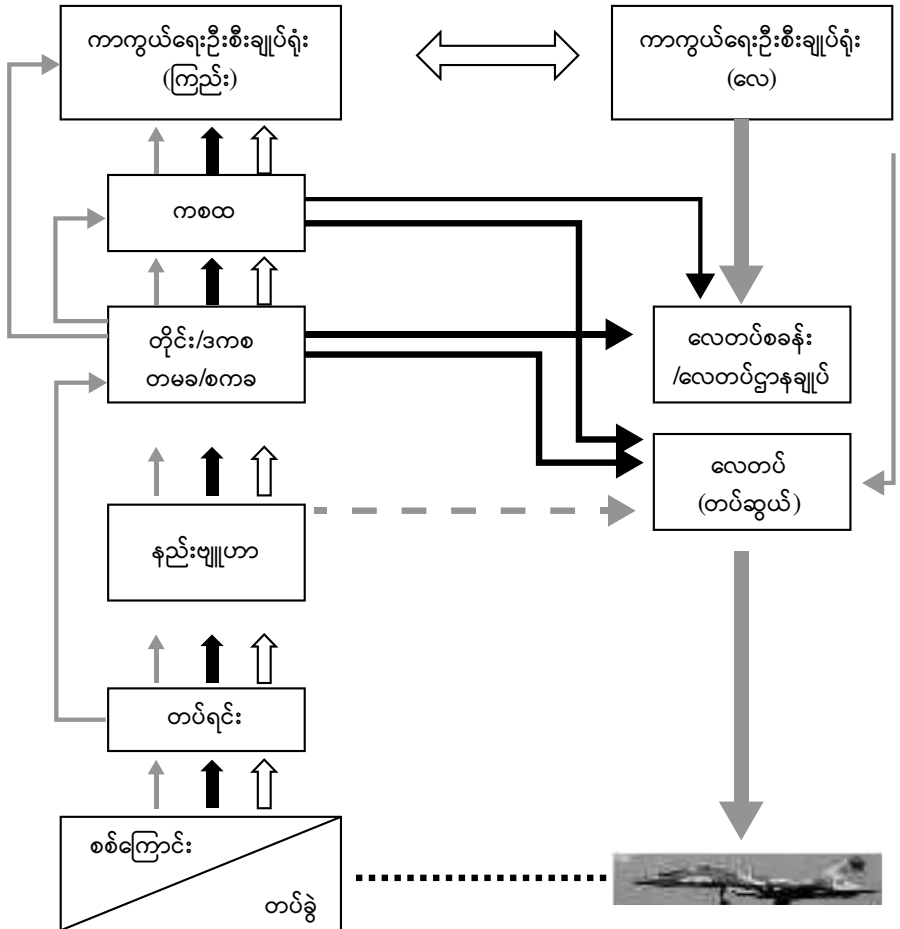 ကာကွယ်ရေးဦးစီးချုပ်ရုံး
(ကြည်း)
ကာကွယ်ရေးဦးစီးချုပ်ရုံး
(လေ)
ကစထ
တိုင်း/ဒကစ
တမခ/စကခ
လေတပ်စခန်း
/လေတပ်ဌာနချုပ်
လေတပ်
(တပ်ဆွယ်)
နည်းဗျူဟာ
တပ်ရင်း
စစ်ကြောင်း
တပ်ခွဲ